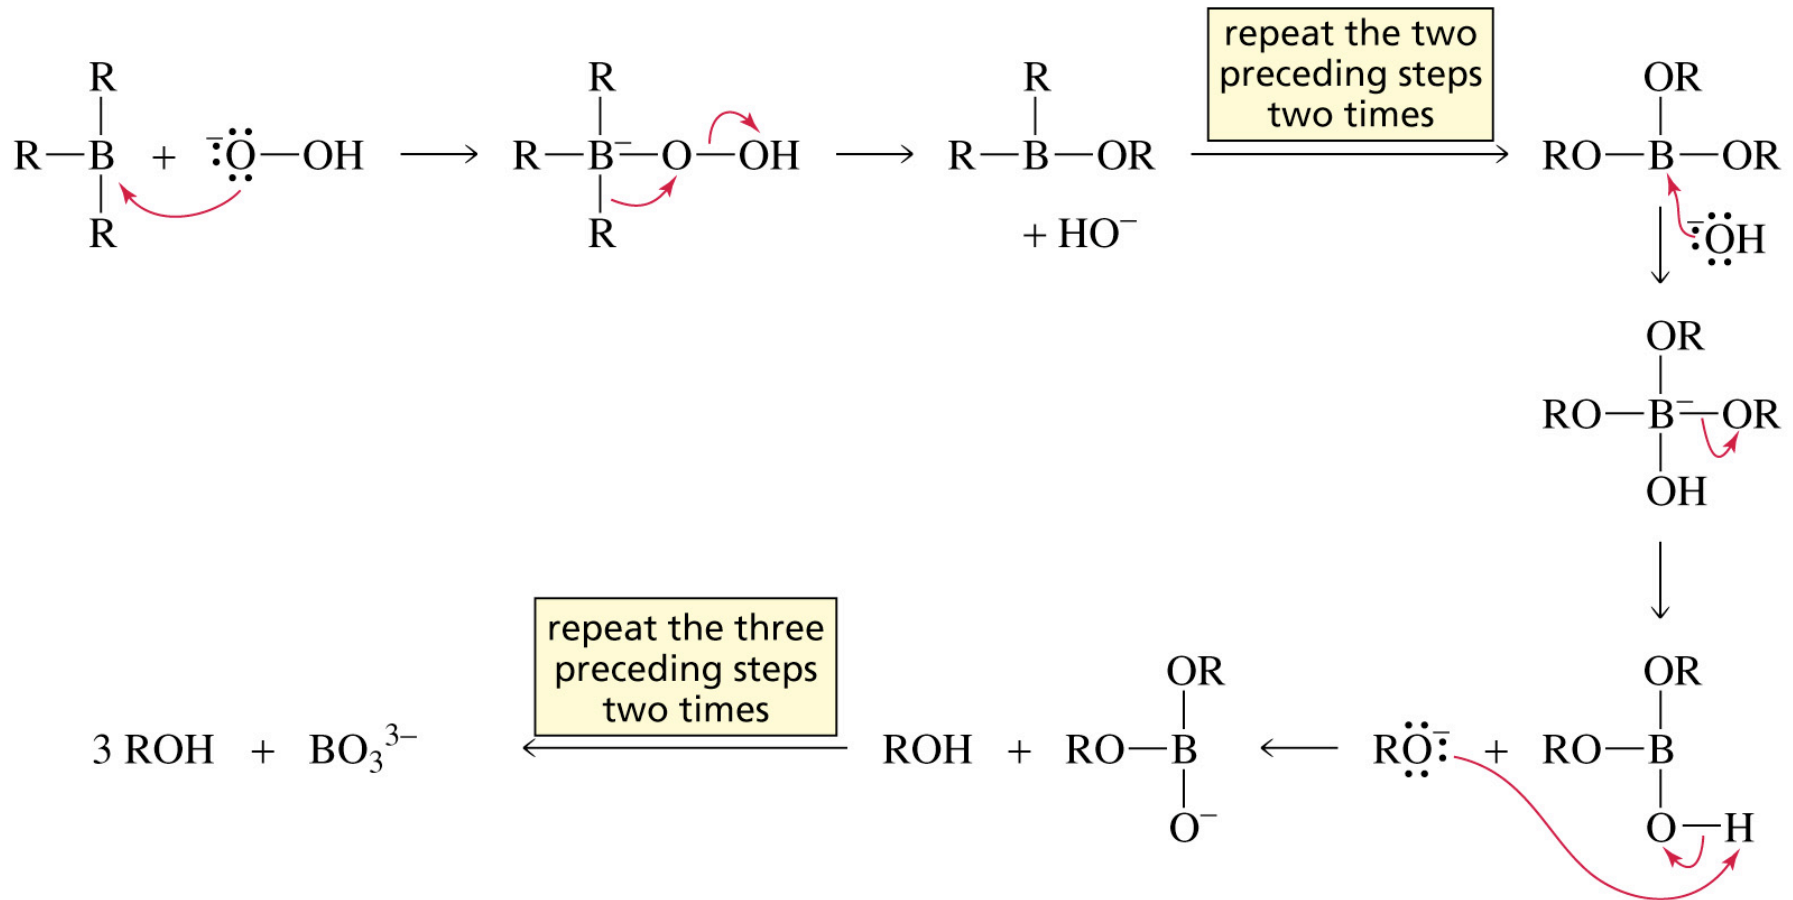 repeat the two
preceding steps
two times
R
R
R
OR
R—B + ⁻:Ö—OH → R—B⁻—O—OH → R—B—OR → RO—B—OR
R
R
+ HO⁻
⁻:ÖH
OR
RO—B⁻—OR
OH
repeat the three
preceding steps
two times
OR
OR
3 ROH + BO₃³⁻ ← ROH + RO—B ← RÖ:⁻ + RO—B
O⁻
O—H